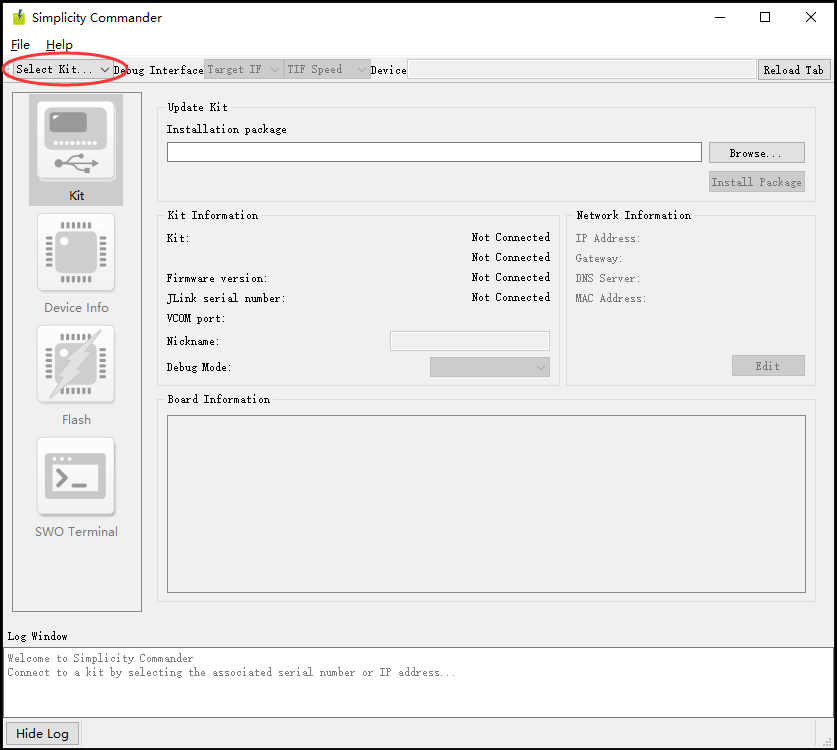 Simplicity Commander
File Help
Select Kit... Debug Interface Target IF TIF Speed Device Reload Tab
Kit
Device Info
Flash
SWO Terminal
Update Kit
Installation package
Browse...
Install Package
Kit Information
Kit: Not Connected
Not Connected
Firmware version: Not Connected
JLink serial number: Not Connected
VCOM port:
Nickname:
Debug Mode:
Network Information
IP Address:
Gateway:
DNS Server:
MAC Address:
Edit
Board Information
Log Window
Welcome to Simplicity Commander
Connect to a kit by selecting the associated serial number or IP address...
Hide Log